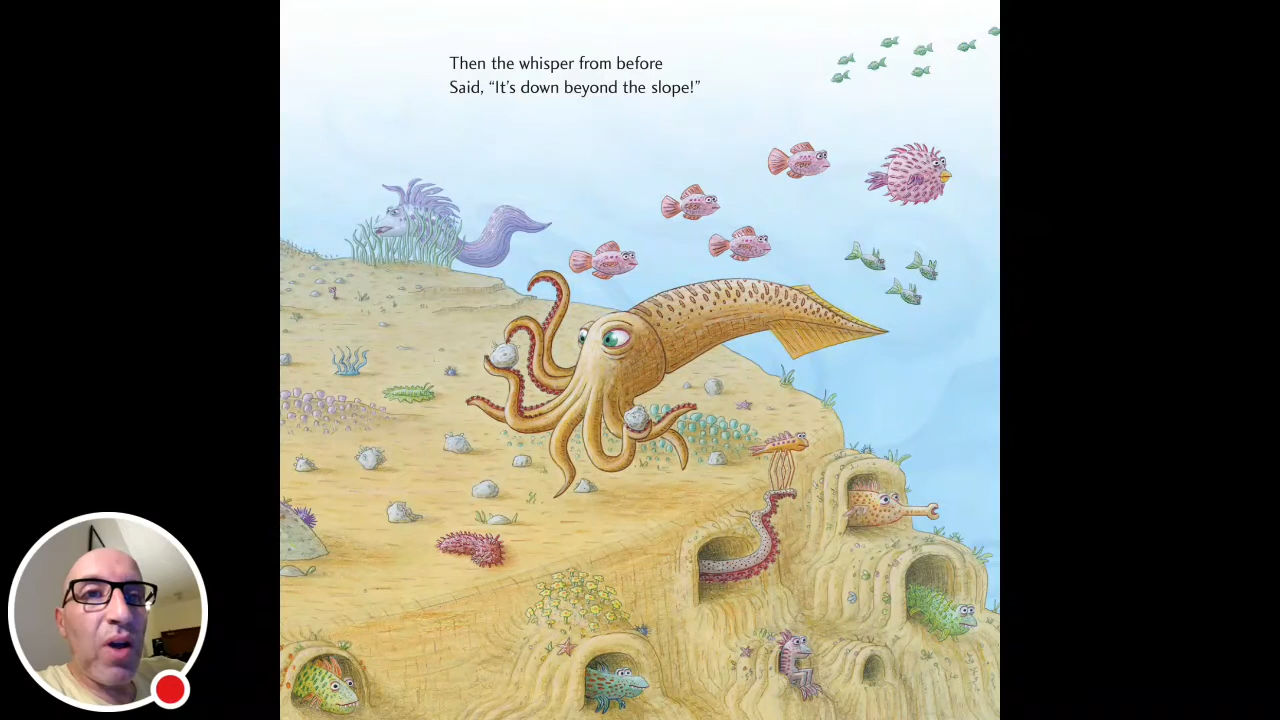 Then the whisper from before
Said, “It’s down beyond the slope!”